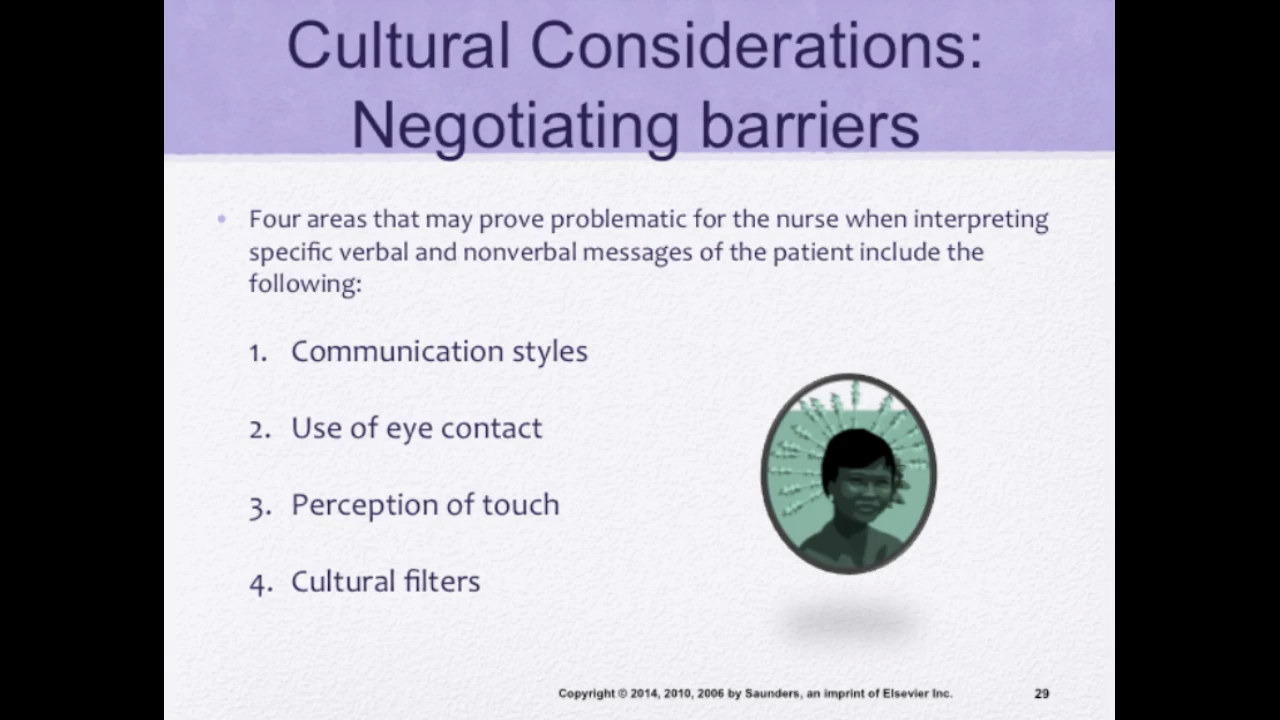 Cultural Considerations:
Negotiating barriers
• Four areas that may prove problematic for the nurse when interpreting
specific verbal and nonverbal messages of the patient include the
following:
1. Communication styles
2. Use of eye contact
3. Perception of touch
4. Cultural filters
Copyright © 2014, 2010, 2006 by Saunders, an imprint of Elsevier Inc. 29